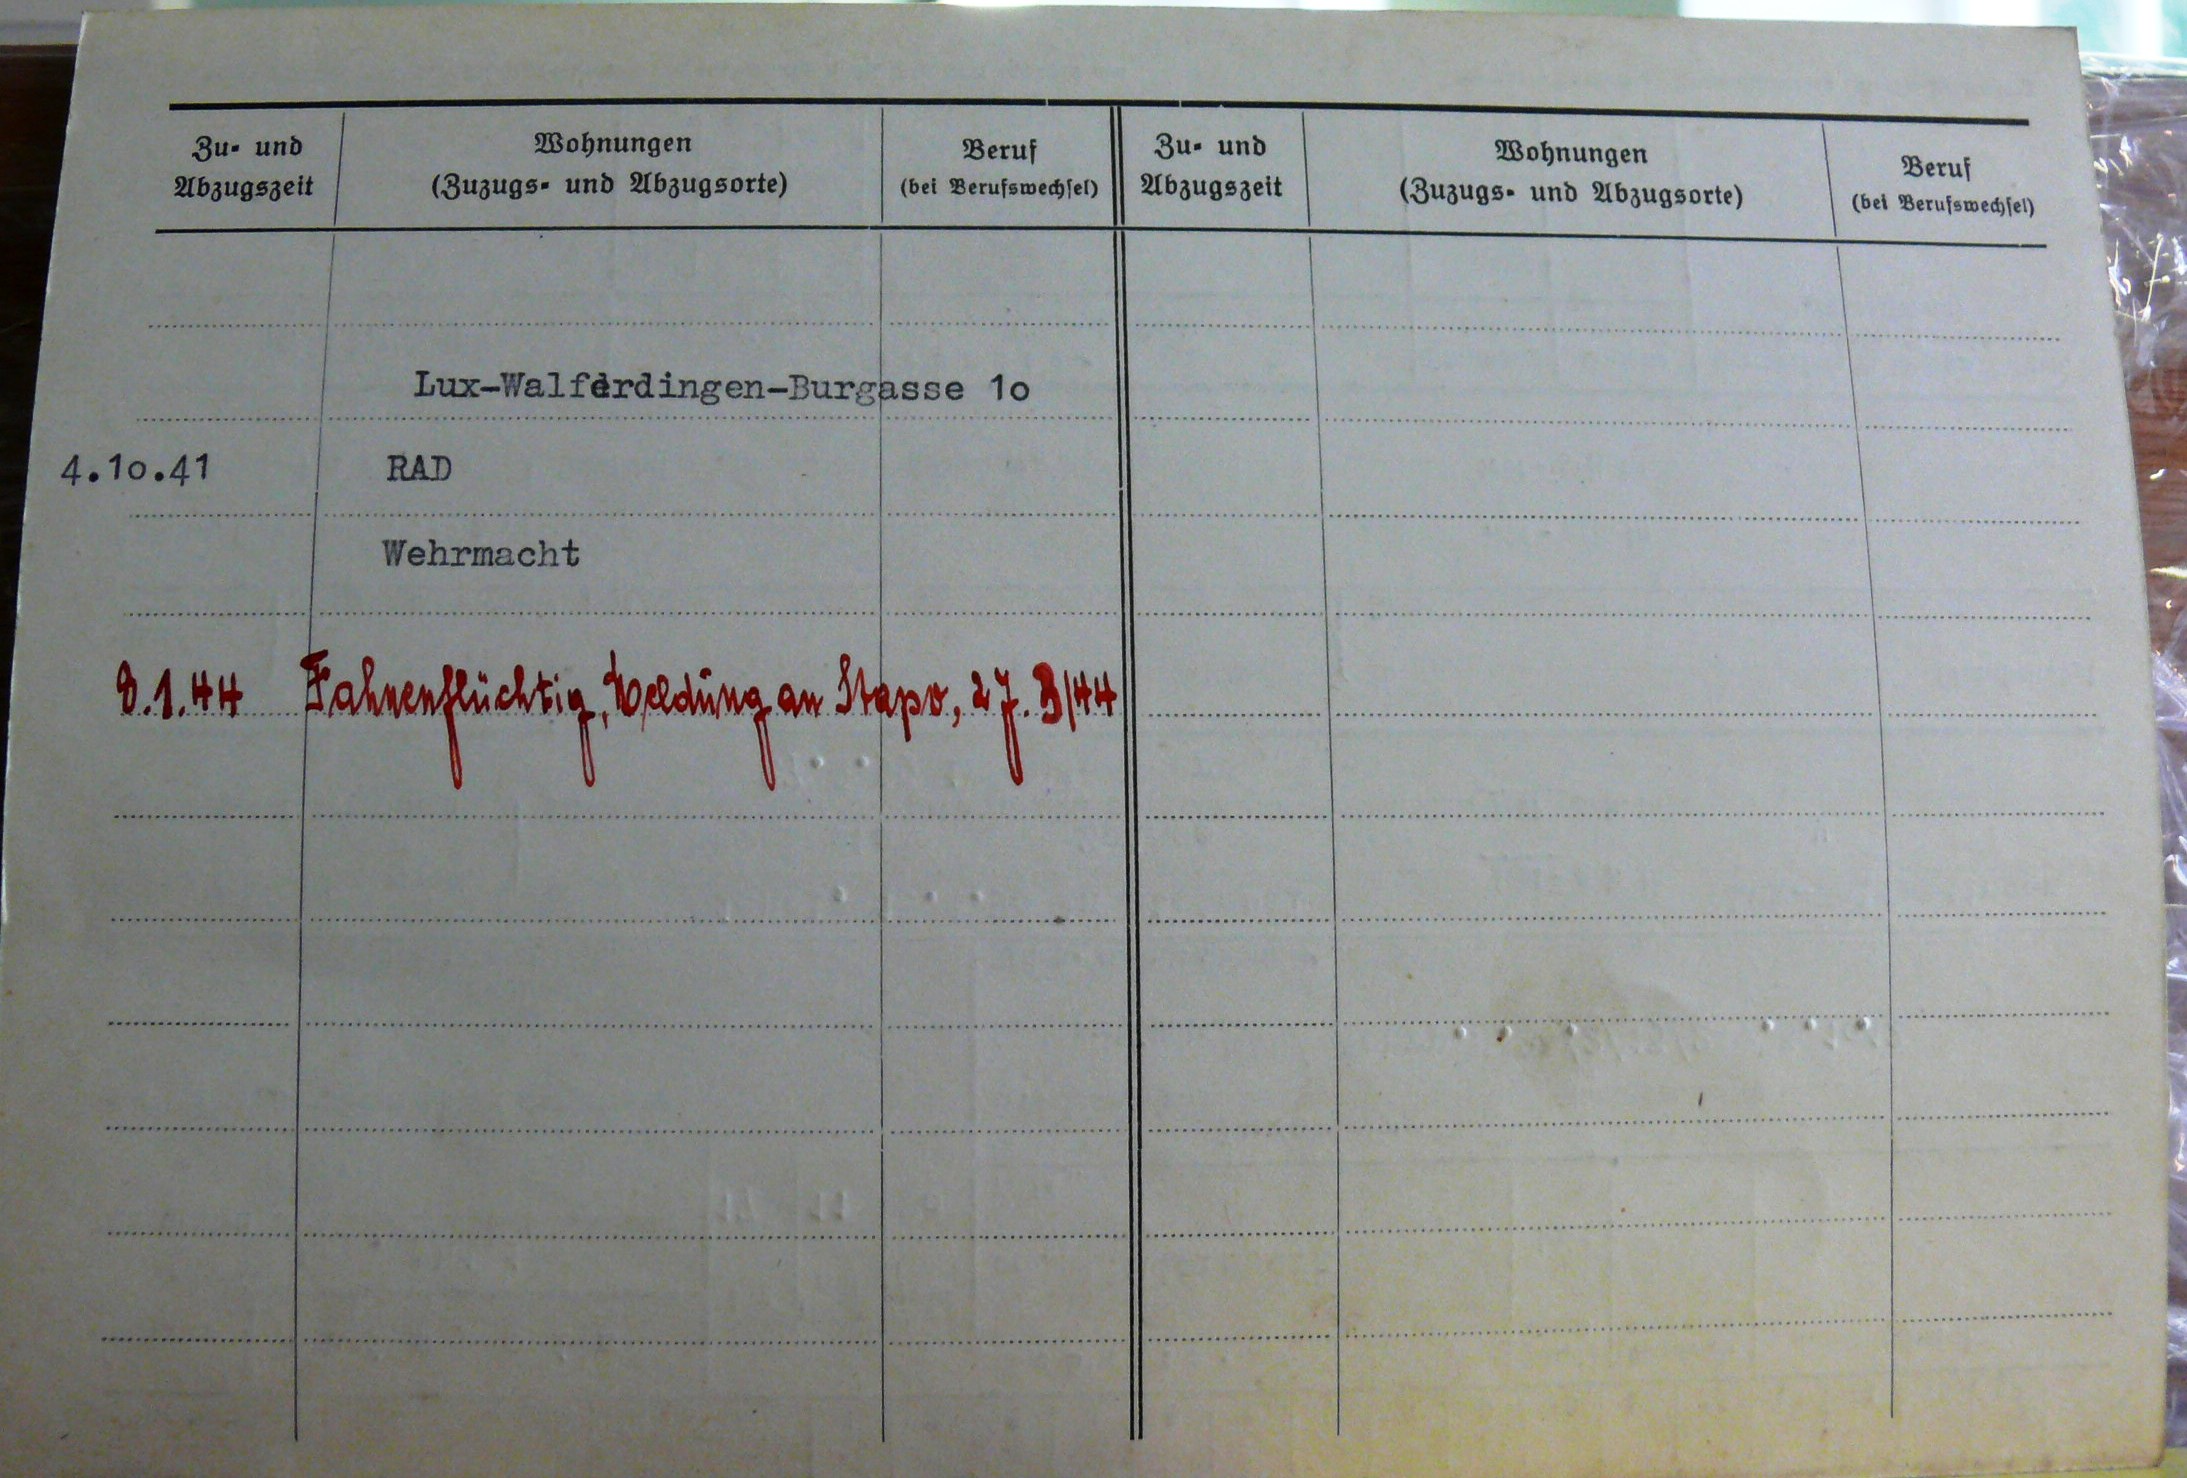 Zu- und
Abzugszeit
Wohnungen
(Zuzugs- und Abzugsorte)
Beruf
(bei Berufswechsel)
Zu- und
Abzugszeit
Wohnungen
(Zuzugs- und Abzugsorte)
Beruf
(bei Berufswechsel)
Lux-Walferdingen-Burgasse 1o
4.1o.41 RAD
Wehrmacht
8.1.44 Fahnenflüchtig, Meldung an Stapo, 27.3/44